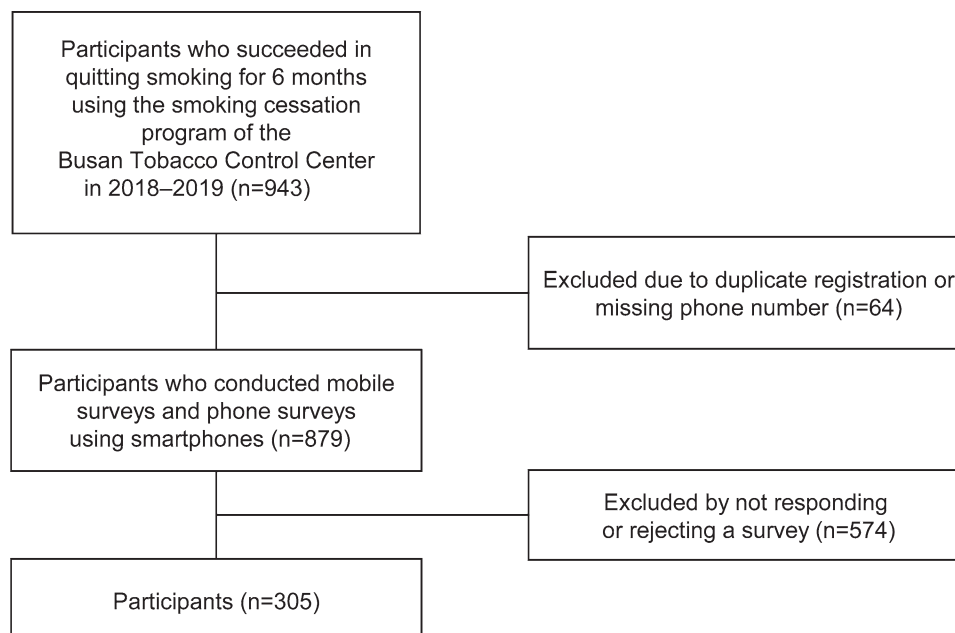 Participants who succeeded in
quitting smoking for 6 months
using the smoking cessation
program of the
Busan Tobacco Control Center
in 2018–2019 (n=943)
Excluded due to duplicate registration or
missing phone number (n=64)
Participants who conducted mobile
surveys and phone surveys
using smartphones (n=879)
Excluded by not responding
or rejecting a survey (n=574)
Participants (n=305)